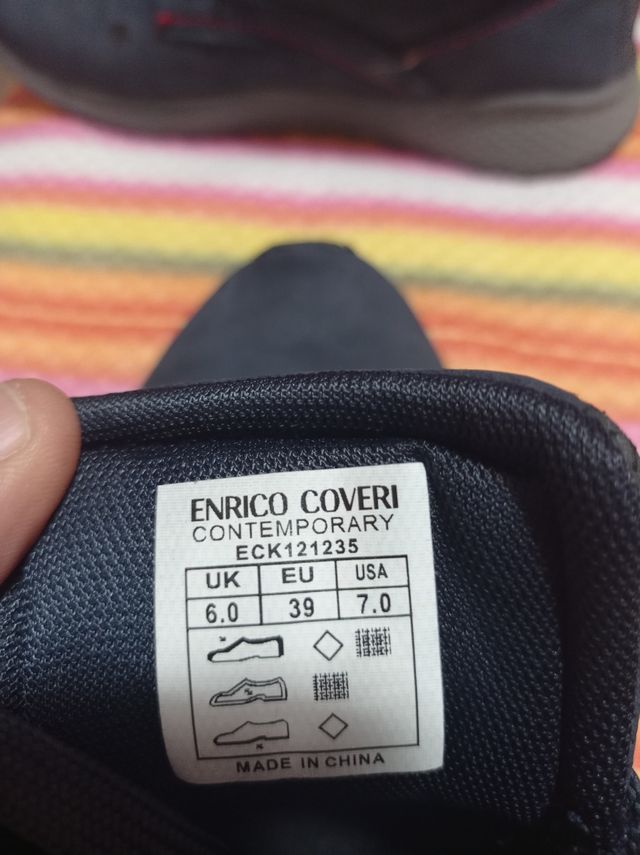 ENRICO COVERI
CONTEMPORARY
ECK121235
UK EU USA
6.0 39 7.0
MADE IN CHINA